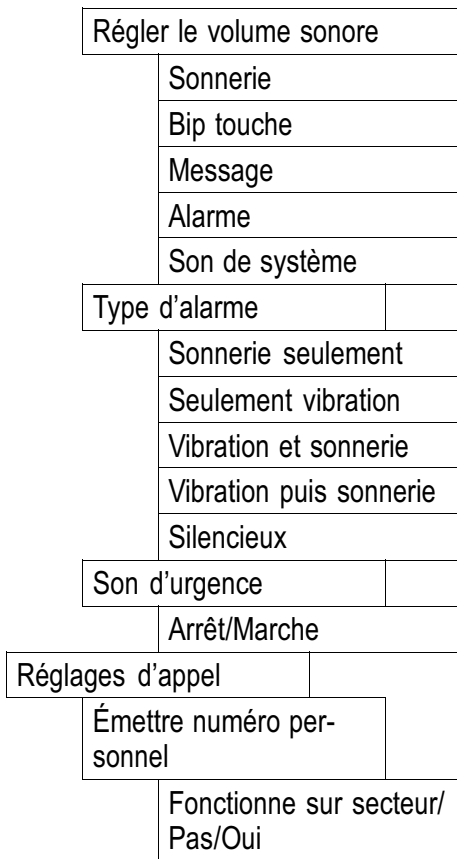 Régler le volume sonore
Sonnerie
Bip touche
Message
Alarme
Son de système
Type d'alarme
Sonnerie seulement
Seulement vibration
Vibration et sonnerie
Vibration puis sonnerie
Silencieux
Son d'urgence
Arrêt/Marche
Réglages d'appel
Émettre numéro per-
sonnel
Fonctionne sur secteur/
Pas/Oui